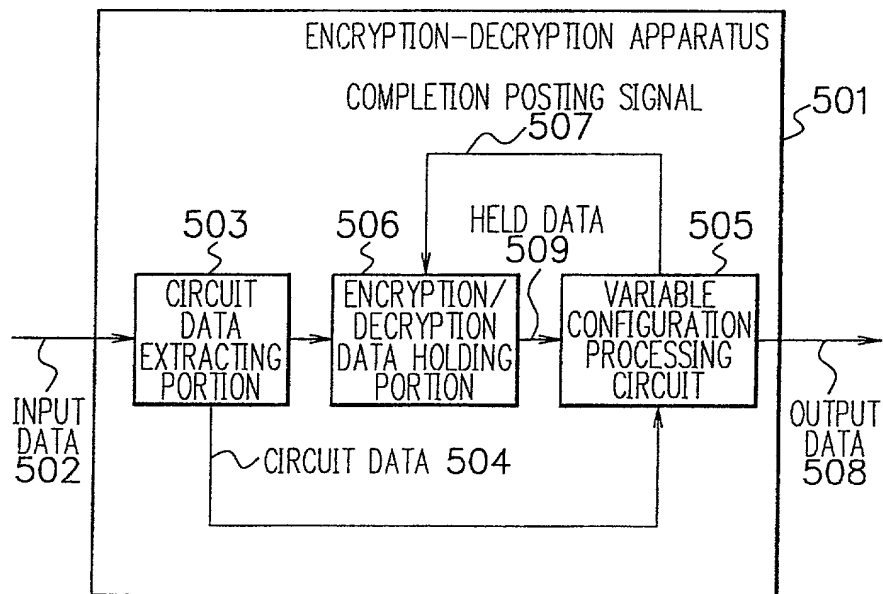 ENCRYPTION-DECRYPTION APPARATUS
COMPLETION POSTING SIGNAL
507
501
503
506
HELD DATA
509
505
CIRCUIT
DATA
EXTRACTING
PORTION
ENCRYPTION/
DECRYPTION
DATA HOLDING
PORTION
VARIABLE
CONFIGURATION
PROCESSING
CIRCUIT
INPUT
DATA
502
CIRCUIT DATA 504
OUTPUT
DATA
508